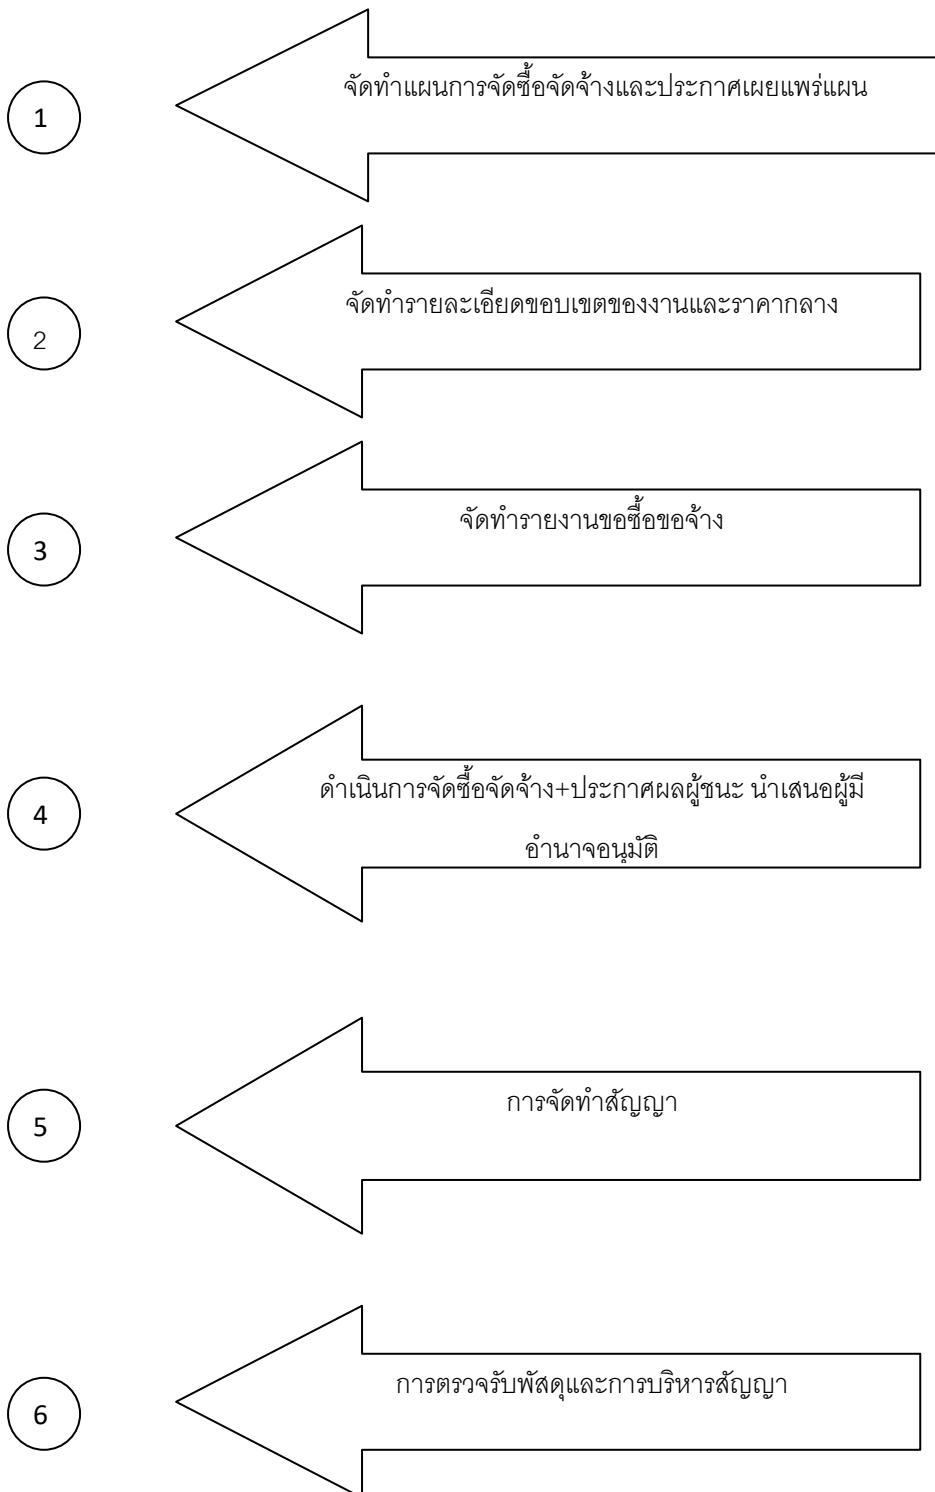 1
จัดทำแผนการจัดซื้อจัดจ้างและประกาศเผยแพร่แผน
2
จัดทำรายละเอียดขอบเขตของงานและราคากลาง
3
จัดทำรายงานขอซื้อขอจ้าง
4
ดำเนินการจัดซื้อจัดจ้าง+ประกาศผลผู้ชนะ นำเสนอผู้มี
อำนาจอนุมัติ
5
การจัดทำสัญญา
6
การตรวจรับพัสดุและการบริหารสัญญา